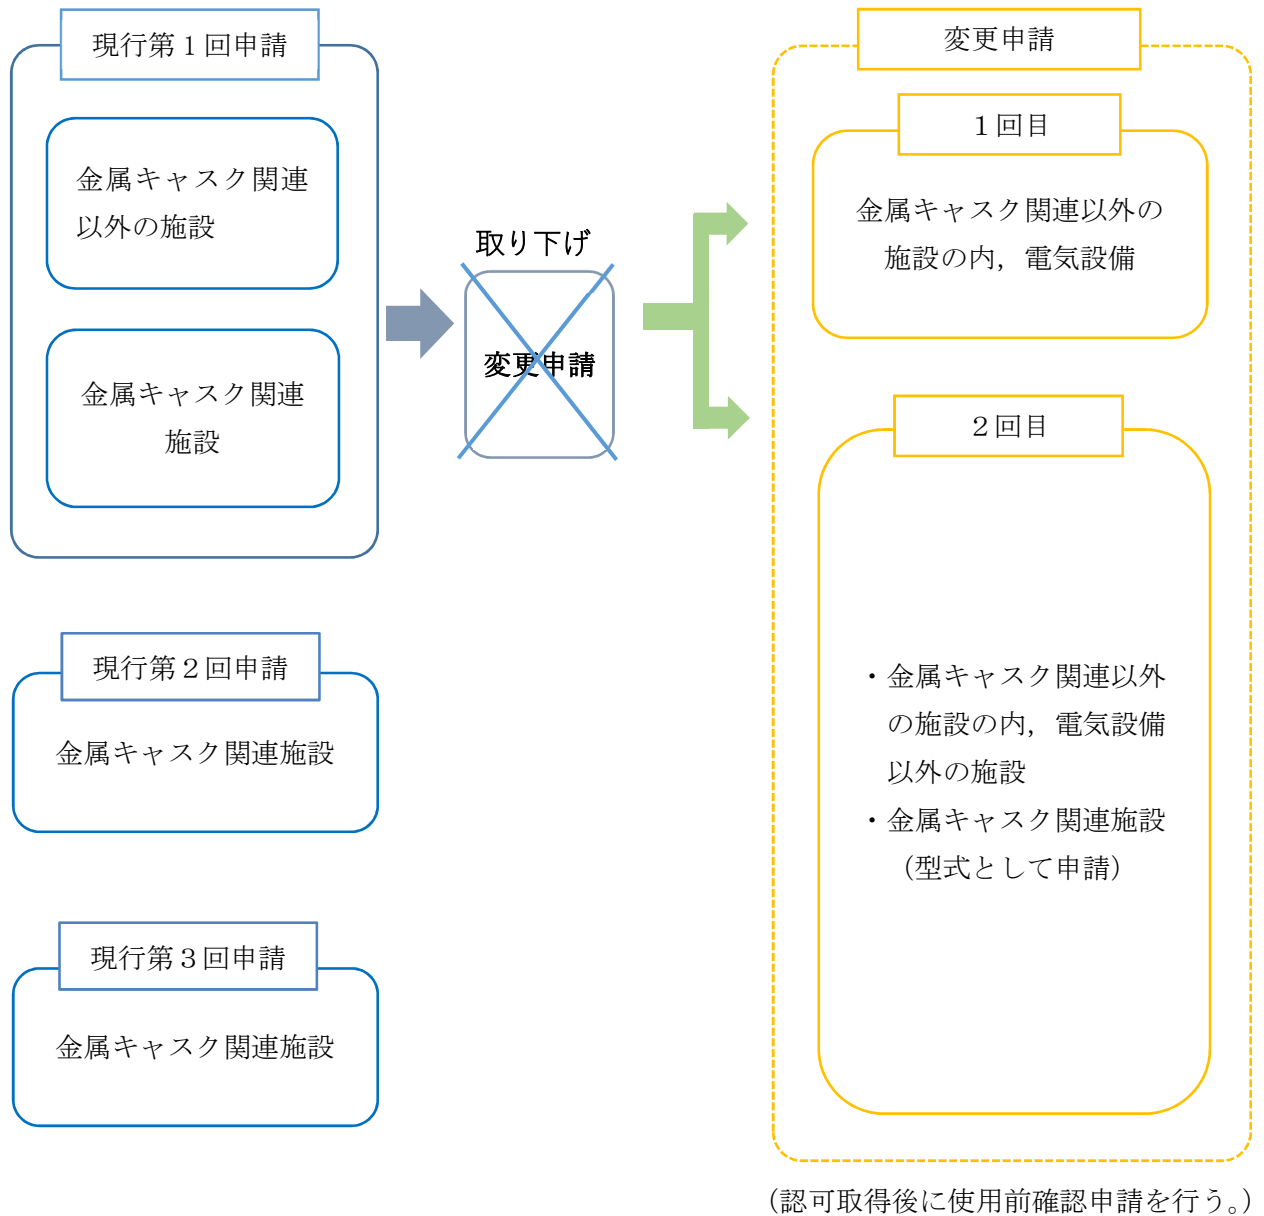 現行第１回申請
金属キャスク関連
以外の施設
金属キャスク関連
施設
取り下げ
変更申請
変更申請
１回目
金属キャスク関連以外の
施設の内，電気設備
２回目
・金属キャスク関連以外
の施設の内，電気設備
以外の施設
・金属キャスク関連施設
（型式として申請）
現行第２回申請
金属キャスク関連施設
現行第３回申請
金属キャスク関連施設
（認可取得後に使用前確認申請を行う。）